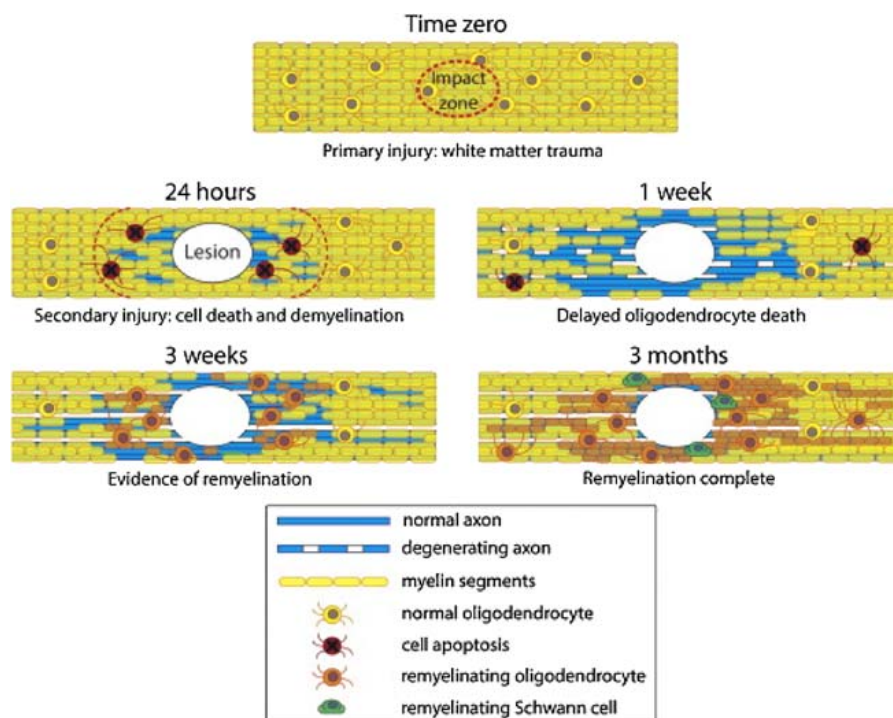 Time zero
Impact
zone
Primary injury: white matter trauma
24 hours
Lesion
Secondary injury: cell death and demyelination
1 week
Delayed oligodendrocyte death
3 weeks
Evidence of remyelination
3 months
Remyelination complete
normal axon
degenerating axon
myelin segments
normal oligodendrocyte
cell apoptosis
remyelinating oligodendrocyte
remyelinating Schwann cell